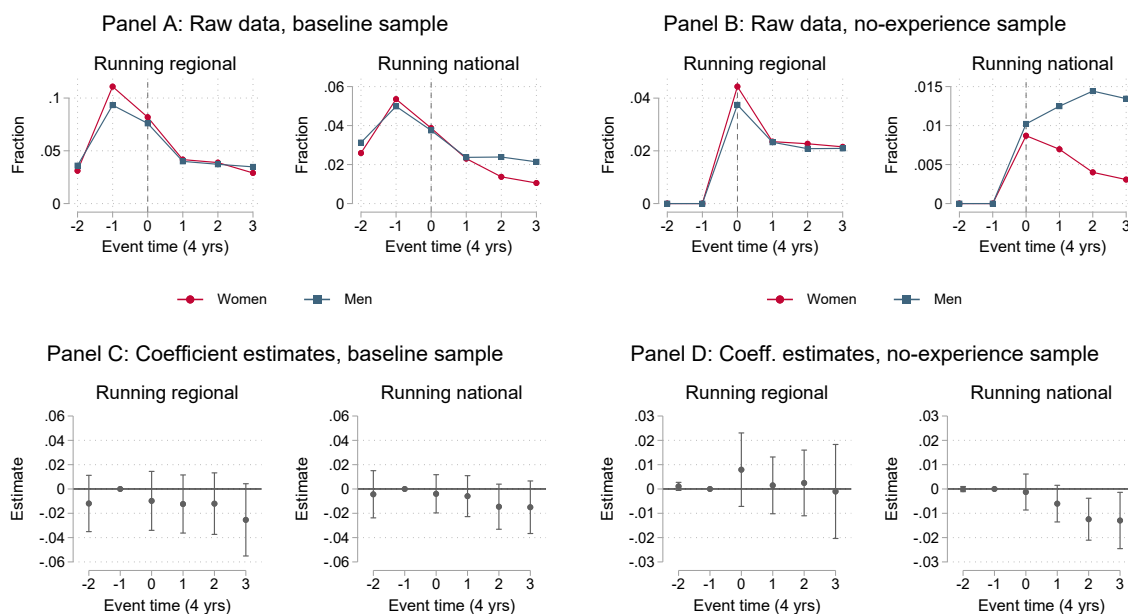 Panel A: Raw data, baseline sample
Running regional
Fraction
.1
.05
0
-2 -1 0 1 2 3
Event time (4 yrs)
Running national
Fraction
.06
.04
.02
0
-2 -1 0 1 2 3
Event time (4 yrs)
Women Men
Panel B: Raw data, no-experience sample
Running regional
Fraction
.04
.02
0
-2 -1 0 1 2 3
Event time (4 yrs)
Running national
Fraction
.015
.01
.005
0
-2 -1 0 1 2 3
Event time (4 yrs)
Women Men
Panel C: Coefficient estimates, baseline sample
Running regional
Estimate
.06
.04
.02
0
-.02
-.04
-.06
-2 -1 0 1 2 3
Event time (4 yrs)
Running national
Estimate
.06
.04
.02
0
-.02
-.04
-.06
-2 -1 0 1 2 3
Event time (4 yrs)
Panel D: Coeff. estimates, no-experience sample
Running regional
Estimate
.03
.02
.01
0
-.01
-.02
-.03
-2 -1 0 1 2 3
Event time (4 yrs)
Running national
Estimate
.03
.02
.01
0
-.01
-.02
-.03
-2 -1 0 1 2 3
Event time (4 yrs)